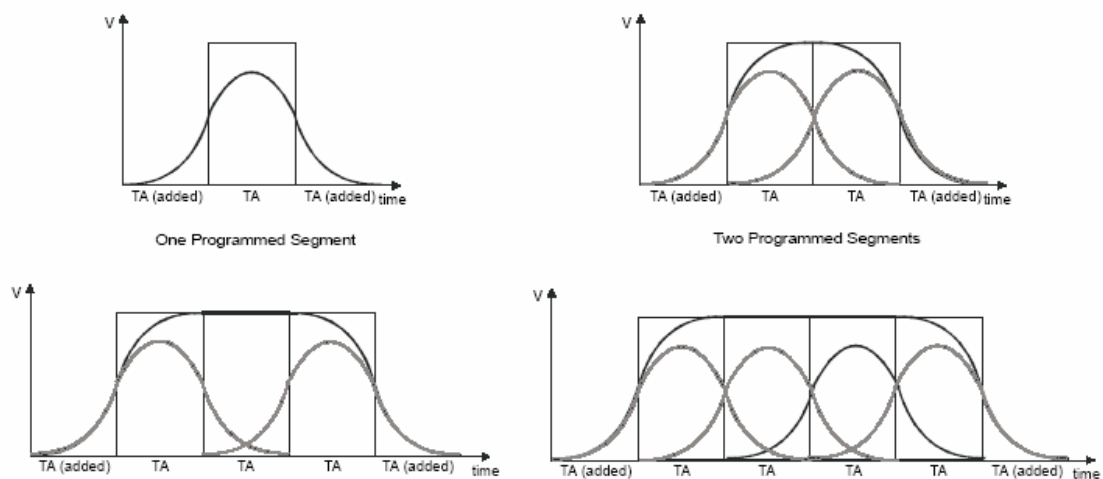 V
TA (added) TA TA (added) time
One Programmed Segment
V
TA (added) TA TA TA (added) time
Two Programmed Segments
V
TA (added) TA TA TA TA (added) time
V
TA (added) TA TA TA TA TA (added) time